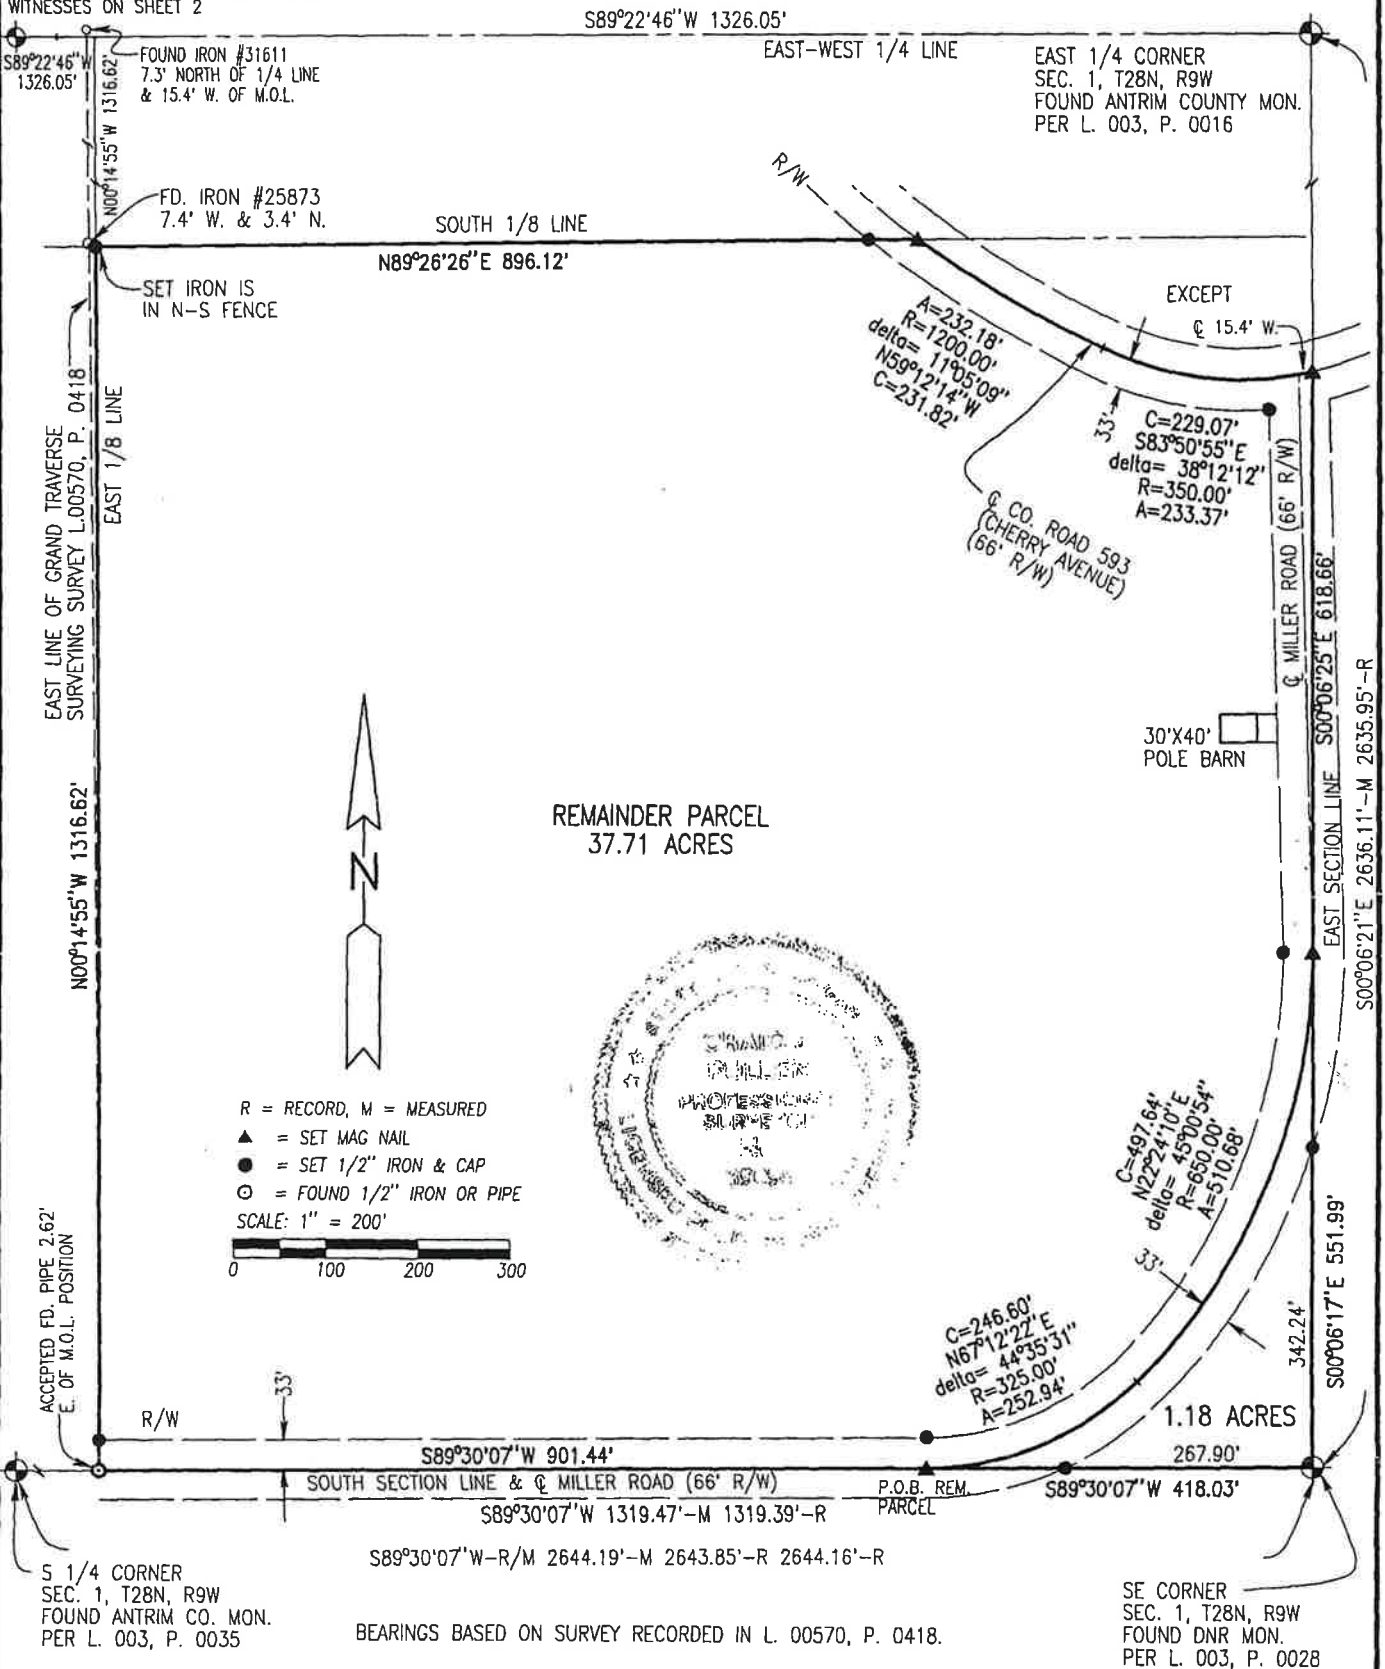 WITNESSES ON SHEET 2
S89°22'46"W 1326.05'
EAST-WEST 1/4 LINE
S89°22'46"W
1326.05'
FOUND IRON #31611
7.3' NORTH OF 1/4 LINE
& 15.4' W. OF M.O.L.
EAST 1/4 CORNER
SEC. 1, T28N, R9W
FOUND ANTRIM COUNTY MON.
PER L. 003, P. 0016
N00°14'55"W 1316.62'
R/W
FD. IRON #25873
7.4' W. & 3.4' N.
SOUTH 1/8 LINE
N89°26'26"E 896.12'
SET IRON IS
IN N-S FENCE
EXCEPT
℄ 15.4' W.
A=232.18'
R=1200.00'
delta= 11°05'09"
N59°12'14"W
C=231.82'
33'
C=229.07'
S83°50'55"E
delta= 38°12'12"
R=350.00'
A=233.37'
℄ CO. ROAD 593
(CHERRY AVENUE)
(66' R/W)
EAST LINE OF GRAND TRAVERSE
SURVEYING SURVEY L.00570, P. 0418
EAST 1/8 LINE
℄ MILLER ROAD (66' R/W)
S00°06'25"E 618.66'
EAST SECTION LINE
S00°06'21"E 2636.11'-M 2635.95'-R
30'X40'
POLE BARN
REMAINDER PARCEL
37.71 ACRES
N
N00°14'55"W 1316.62'
PROFESSIONAL
R = RECORD, M = MEASURED
▲ = SET MAG NAIL
● = SET 1/2" IRON & CAP
⊙ = FOUND 1/2" IRON OR PIPE
SCALE: 1" = 200'
0 100 200 300
C=497.64'
N22°24'10"E
delta= 45°00'54"
R=650.00'
A=510.68'
33'
C=246.60'
N67°12'22"E
delta= 44°35'31"
R=325.00'
A=252.94'
342.24'
S00°06'17"E 551.99'
ACCEPTED FD. PIPE 2.62'
E. OF M.O.L. POSITION
R/W
33'
1.18 ACRES
267.90'
S89°30'07"W 901.44'
SOUTH SECTION LINE & ℄ MILLER ROAD (66' R/W)
P.O.B. REM.
PARCEL
S89°30'07"W 418.03'
S89°30'07"W 1319.47'-M 1319.39'-R
S89°30'07"W-R/M 2644.19'-M 2643.85'-R 2644.16'-R
S 1/4 CORNER
SEC. 1, T28N, R9W
FOUND ANTRIM CO. MON.
PER L. 003, P. 0035
BEARINGS BASED ON SURVEY RECORDED IN L. 00570, P. 0418.
SE CORNER
SEC. 1, T28N, R9W
FOUND DNR MON.
PER L. 003, P. 0028